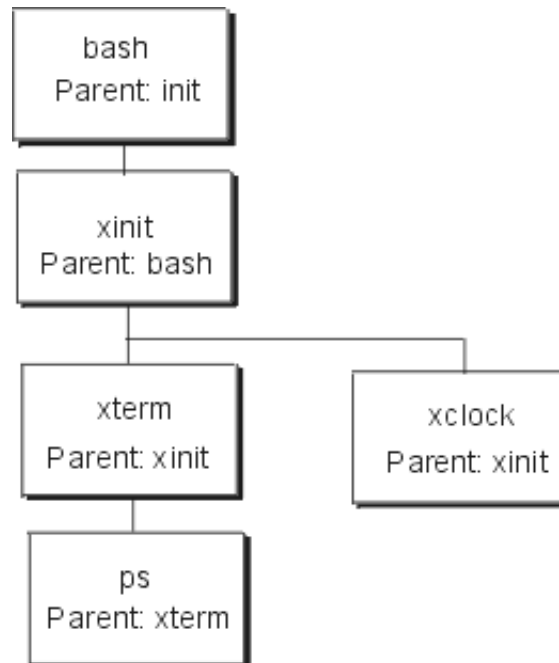 bash
Parent: init
xinit
Parent: bash
xterm
Parent: xinit
xclock
Parent: xinit
ps
Parent: xterm